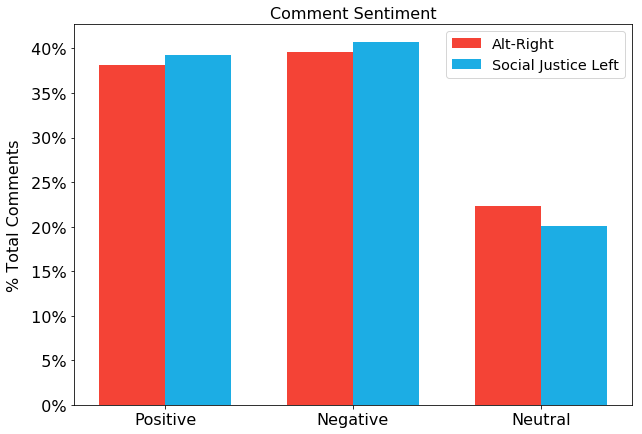 Comment Sentiment
Alt-Right
Social Justice Left
% Total Comments
40%
35%
30%
25%
20%
15%
10%
5%
0%
Positive
Negative
Neutral